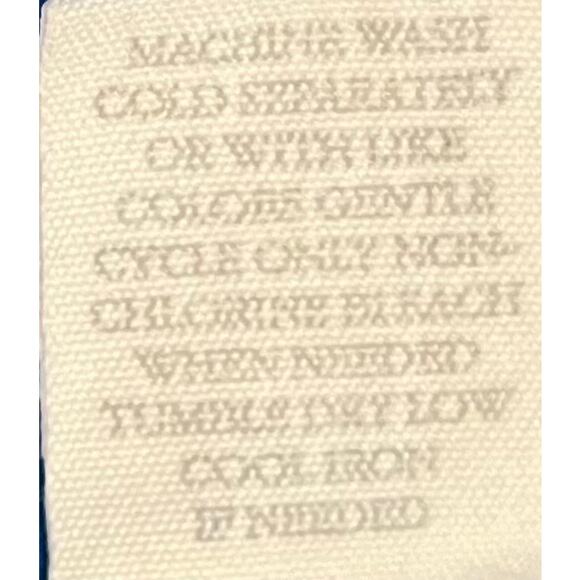 MACHINE WASH
COLD SEPARATELY
OR WITH LIKE
COLORS GENTLE
CYCLE ONLY NON-
CHLORINE BLEACH
WHEN NEEDED
TUMBLE DRY LOW
COOL IRON
IF NEEDED